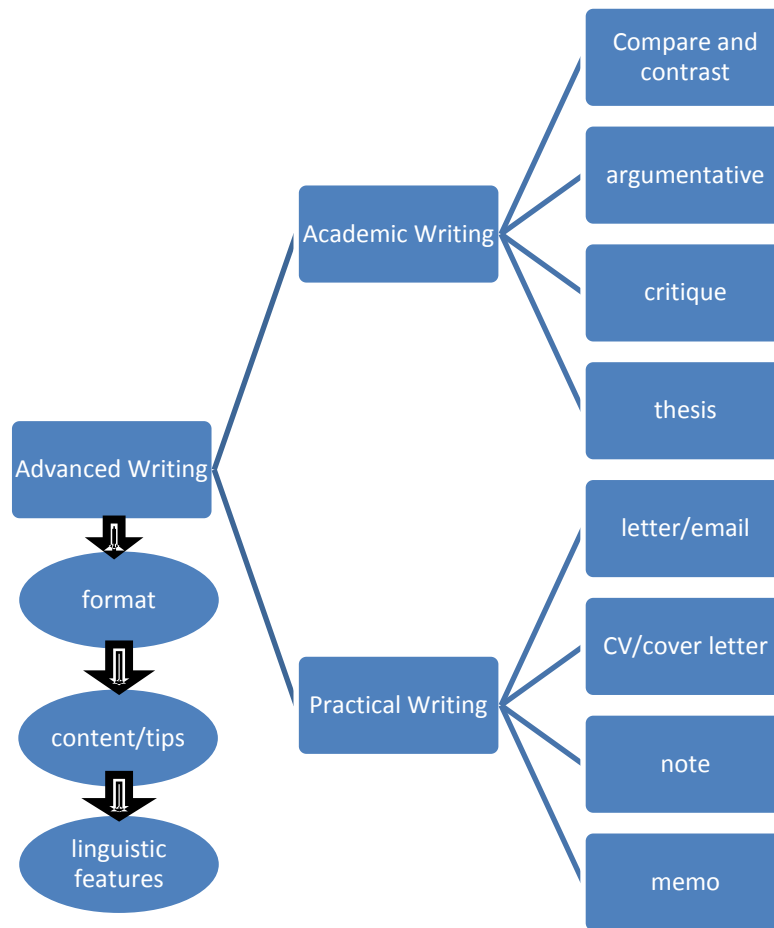 Compare and
contrast
argumentative
Academic Writing
critique
thesis
Advanced Writing
letter/email
format
CV/cover letter
Practical Writing
content/tips
note
linguistic
features
memo